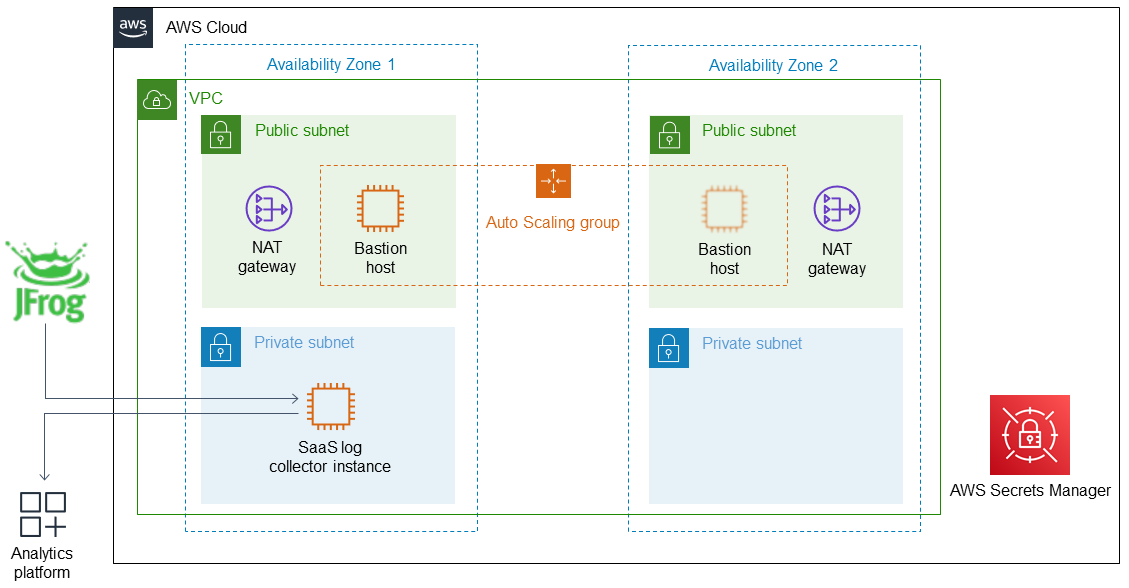 aws
AWS Cloud
Availability Zone 1
Availability Zone 2
VPC
Public subnet
Public subnet
Auto Scaling group
NAT
gateway
Bastion
host
Bastion
host
NAT
gateway
JFrog
Private subnet
Private subnet
SaaS log
collector instance
AWS Secrets Manager
Analytics
platform